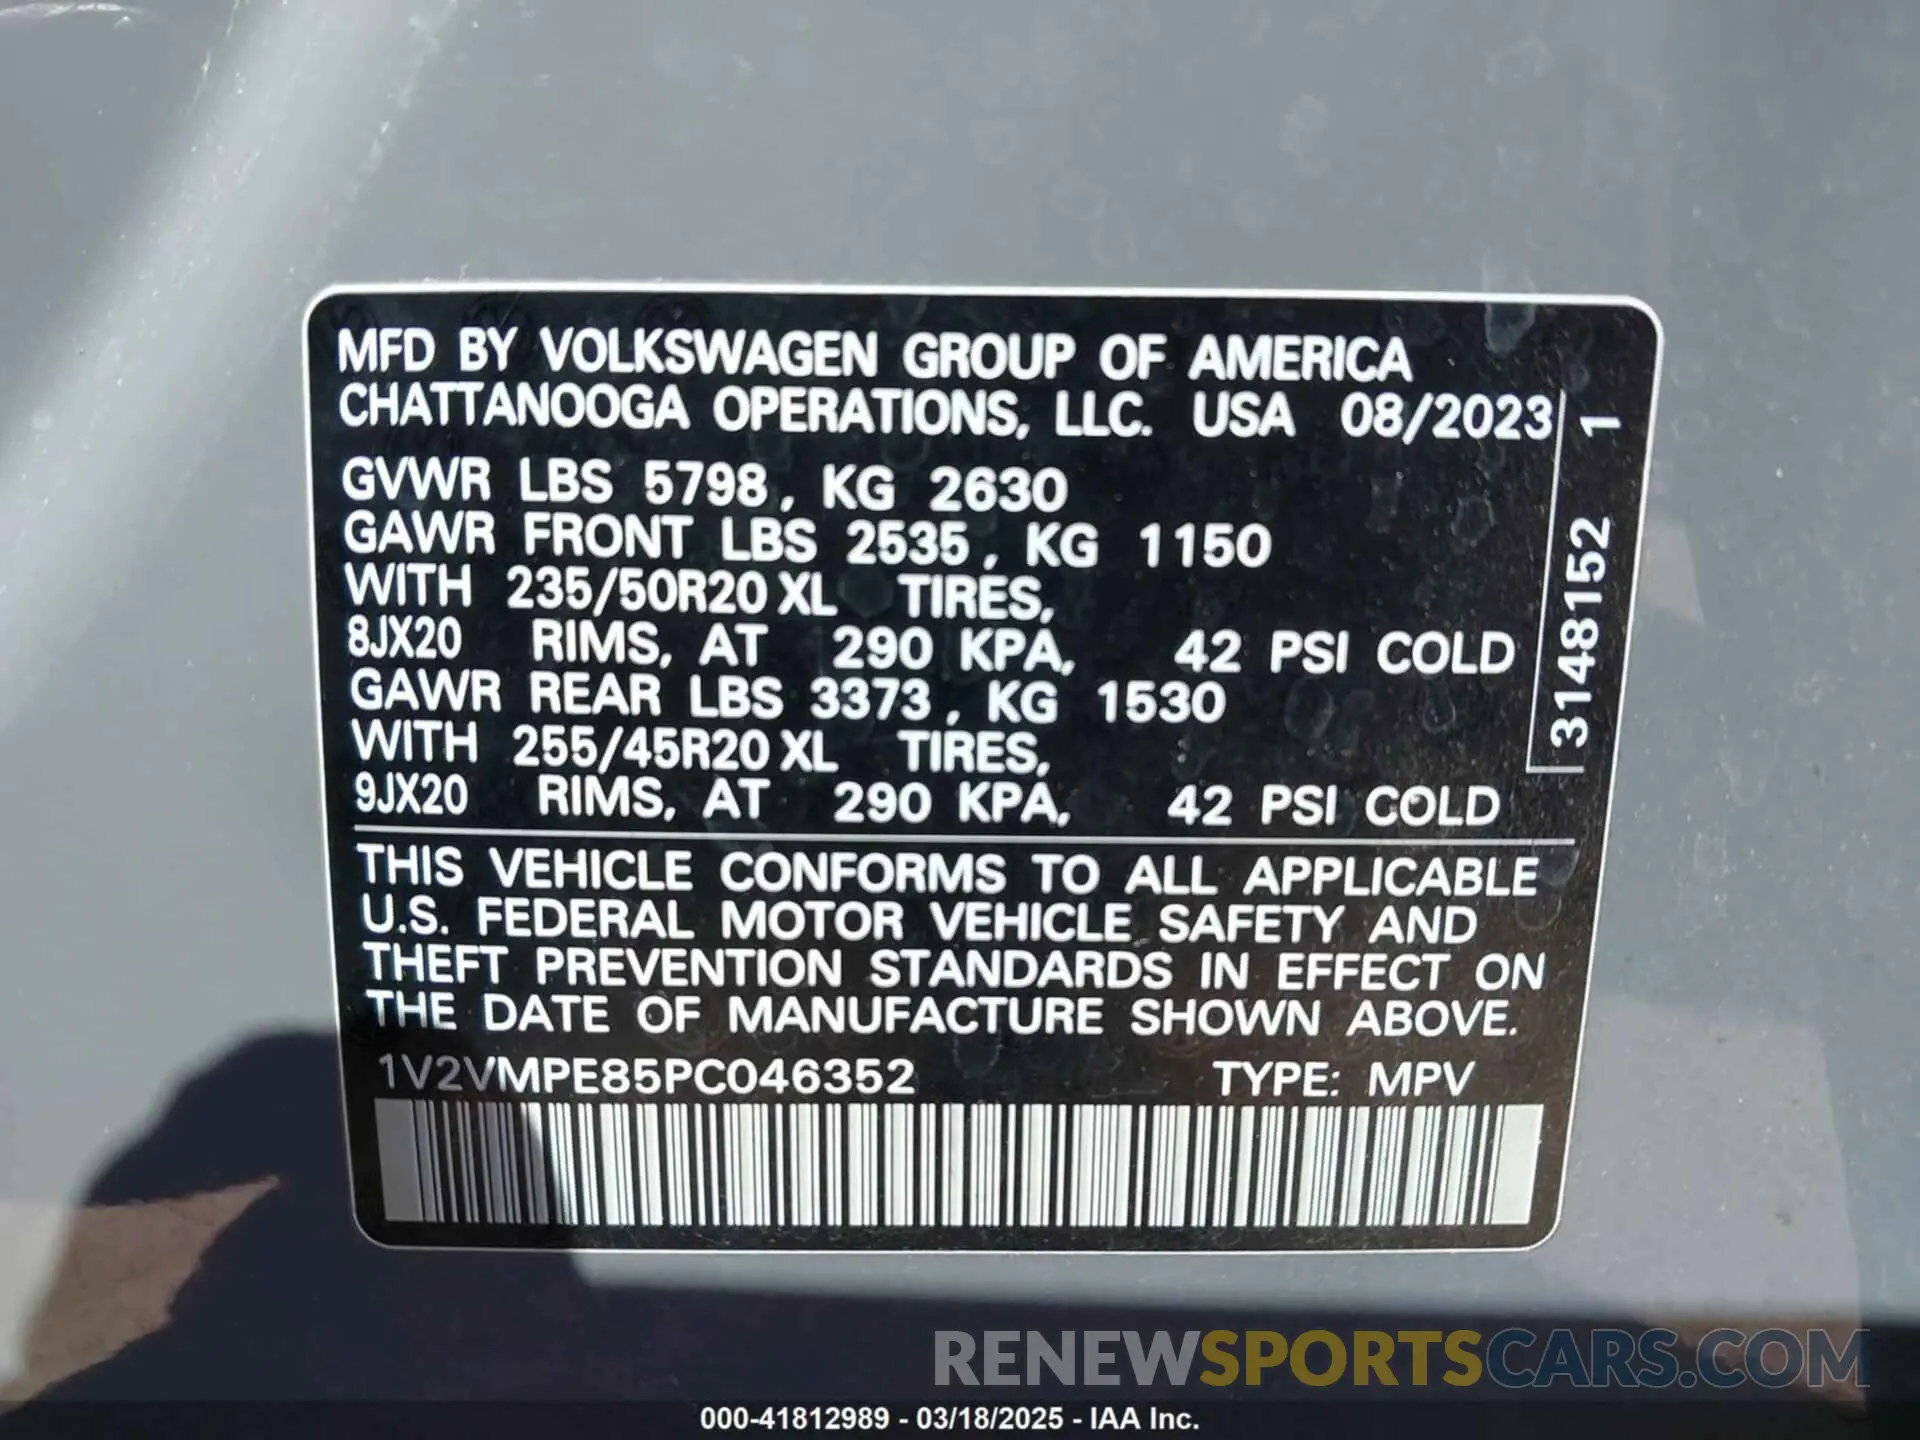 MFD BY VOLKSWAGEN GROUP OF AMERICA
CHATTANOOGA OPERATIONS, LLC. USA 08/2023
GVWR LBS 5798, KG 2630
GAWR FRONT LBS 2535, KG 1150
WITH 235/50R20 XL TIRES,
8JX20 RIMS, AT 290 KPA, 42 PSI COLD
GAWR REAR LBS 3373, KG 1530
WITH 255/45R20 XL TIRES,
9JX20 RIMS, AT 290 KPA, 42 PSI COLD
3148152 1
THIS VEHICLE CONFORMS TO ALL APPLICABLE
U.S. FEDERAL MOTOR VEHICLE SAFETY AND
THEFT PREVENTION STANDARDS IN EFFECT ON
THE DATE OF MANUFACTURE SHOWN ABOVE.
1V2VMPE85PC046352 TYPE: MPV
RENEWSPORTSCARS.COM
000-41812989 - 03/18/2025 - IAA Inc.